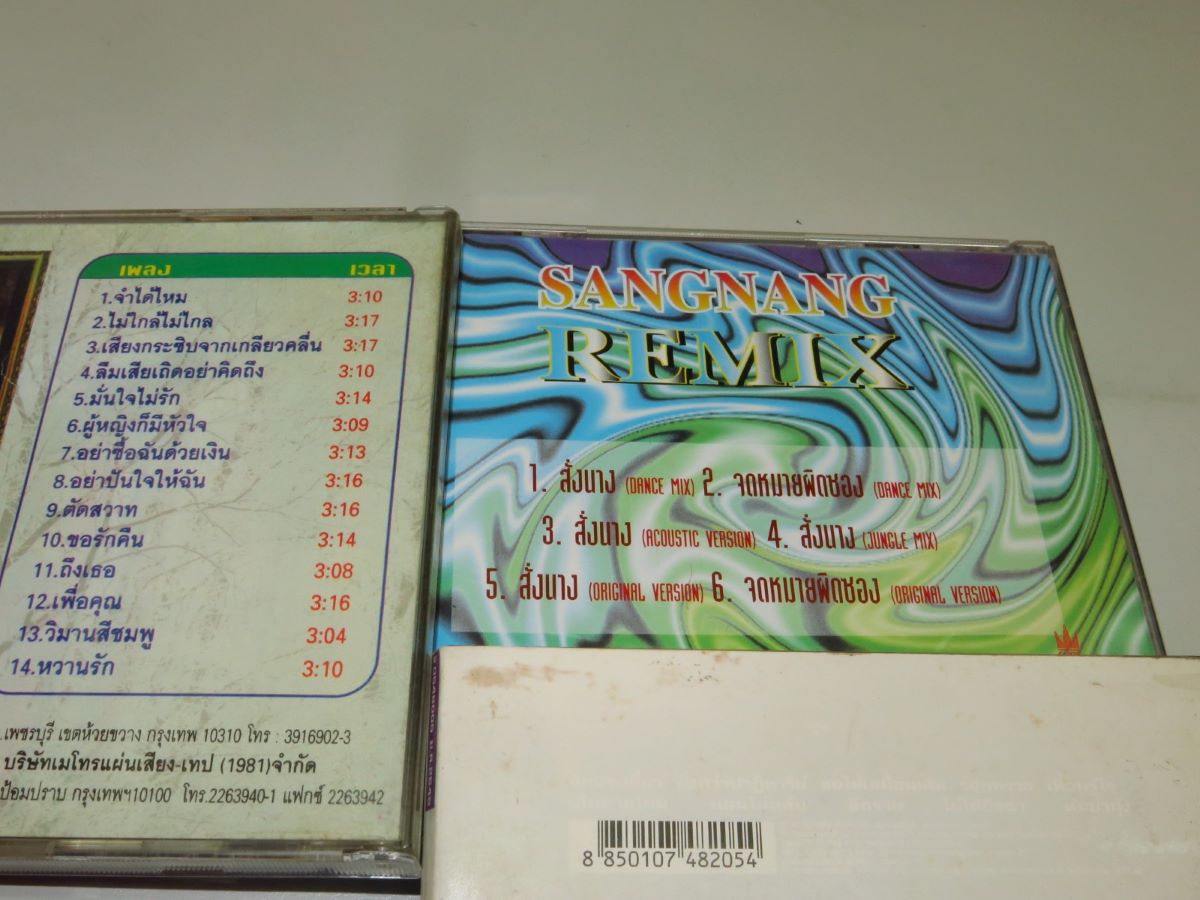 เพลง เวลา
1.จำได้ไหม 3:10
2.ไม่ใกล้ไม่ไกล 3:17
3.เสียงกระซิบจากเกลียวคลื่น 3:17
4.ลืมเสียเถิดอย่าคิดถึง 3:10
5.มั่นใจไม่รัก 3:14
6.ผู้หญิงก็มีหัวใจ 3:09
7.อย่าซื้อฉันด้วยเงิน 3:13
8.อย่าปันใจให้ฉัน 3:16
9.ตัดสวาท 3:16
10.ขอรักคืน 3:14
11.ถึงเธอ 3:08
12.เพื่อคุณ 3:16
13.วิมานสีชมพู 3:04
14.หวานรัก 3:10
.เพชรบุรี เขตห้วยขวาง กรุงเทพ 10310 โทร : 3916902-3
บริษัทเมโทรแผ่นเสียง-เทป (1981)จำกัด
ป้อมปราบ กรุงเทพฯ10100 โทร.2263940-1 แฟกซ์ 2263942
SANGNANG
REMIX
1. สั่งนาง (DANCE MIX) 2. จดหมายผิดซอง (DANCE MIX)
3. สั่งนาง (ACOUSTIC VERSION) 4. สั่งนาง (JUNGLE MIX)
5. สั่งนาง (ORIGINAL VERSION) 6. จดหมายผิดซอง (ORIGINAL VERSION)
8 850107 482054